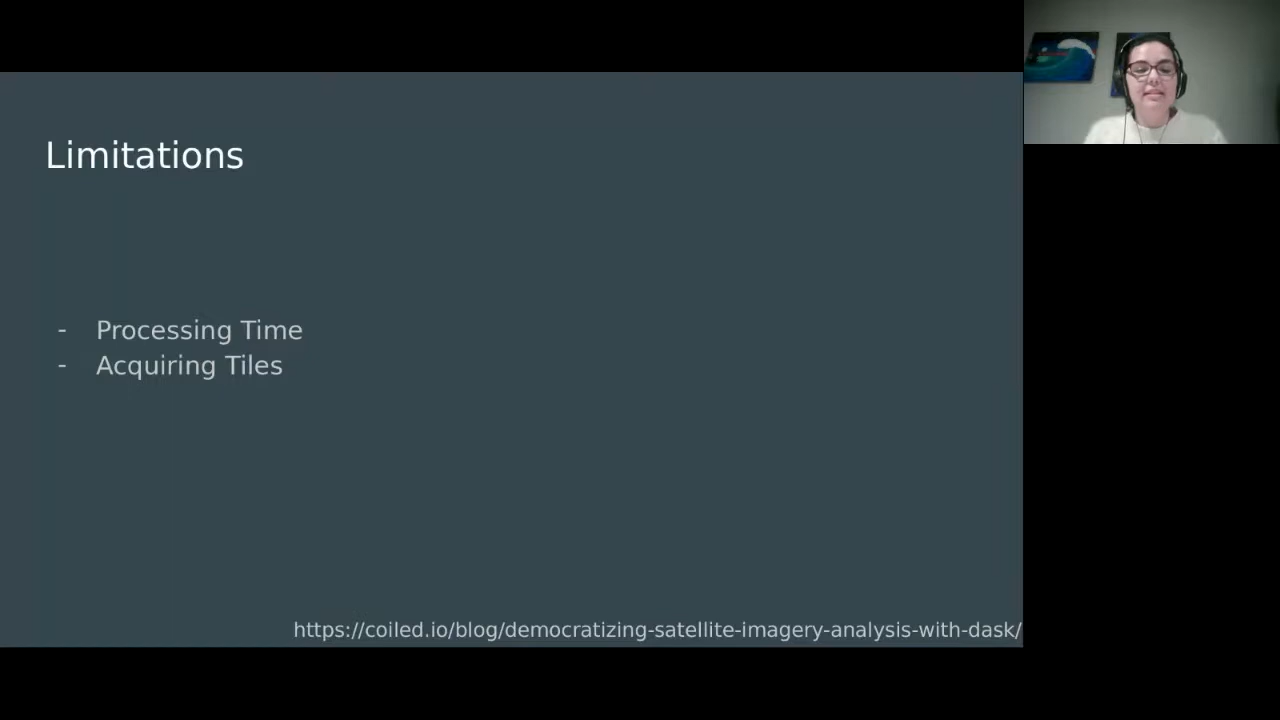 Limitations
- Processing Time
- Acquiring Tiles
https://coiled.io/blog/democratizing-satellite-imagery-analysis-with-dask/